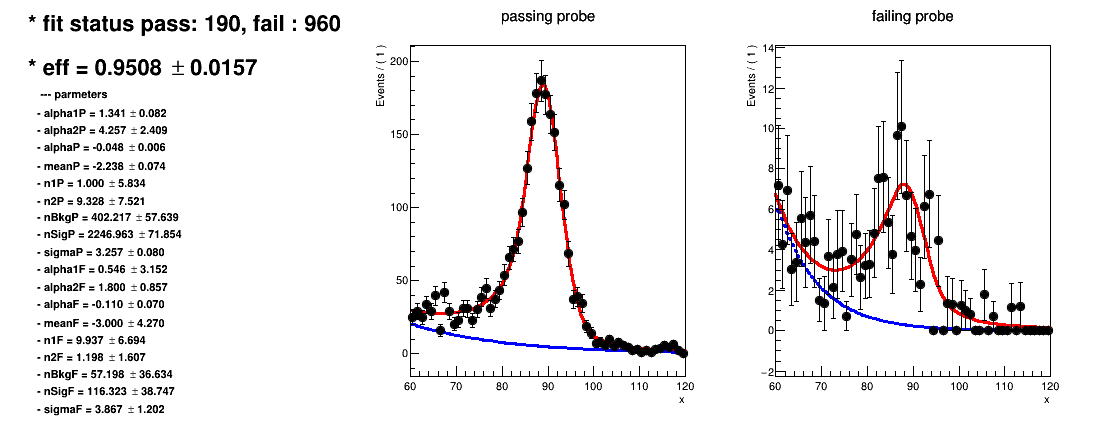 * fit status pass: 190, fail : 960
* eff = 0.9508 ± 0.0157
--- parmeters
- alpha1P = 1.341 ± 0.082
- alpha2P = 4.257 ± 2.409
- alphaP = -0.048 ± 0.006
- meanP = -2.238 ± 0.074
- n1P = 1.000 ± 5.834
- n2P = 9.328 ± 7.521
- nBkgP = 402.217 ± 57.639
- nSigP = 2246.963 ± 71.854
- sigmaP = 3.257 ± 0.080
- alpha1F = 0.546 ± 3.152
- alpha2F = 1.800 ± 0.857
- alphaF = -0.110 ± 0.070
- meanF = -3.000 ± 4.270
- n1F = 9.937 ± 6.694
- n2F = 1.198 ± 1.607
- nBkgF = 57.198 ± 36.634
- nSigF = 116.323 ± 38.747
- sigmaF = 3.867 ± 1.202
passing probe
Events / ( 1 )
200
150
100
50
0
60 70 80 90 100 110 120
x
failing probe
Events / ( 1 )
14
12
10
8
6
4
2
0
−2
60 70 80 90 100 110 120
x